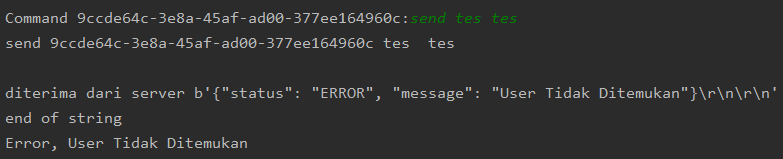 Command 9ccde64c-3e8a-45af-ad00-377ee164960c:send tes tes
send 9ccde64c-3e8a-45af-ad00-377ee164960c tes  tes
diterima dari server b'{"status": "ERROR", "message": "User Tidak Ditemukan"}\r\n\r\n'
end of string
Error, User Tidak Ditemukan